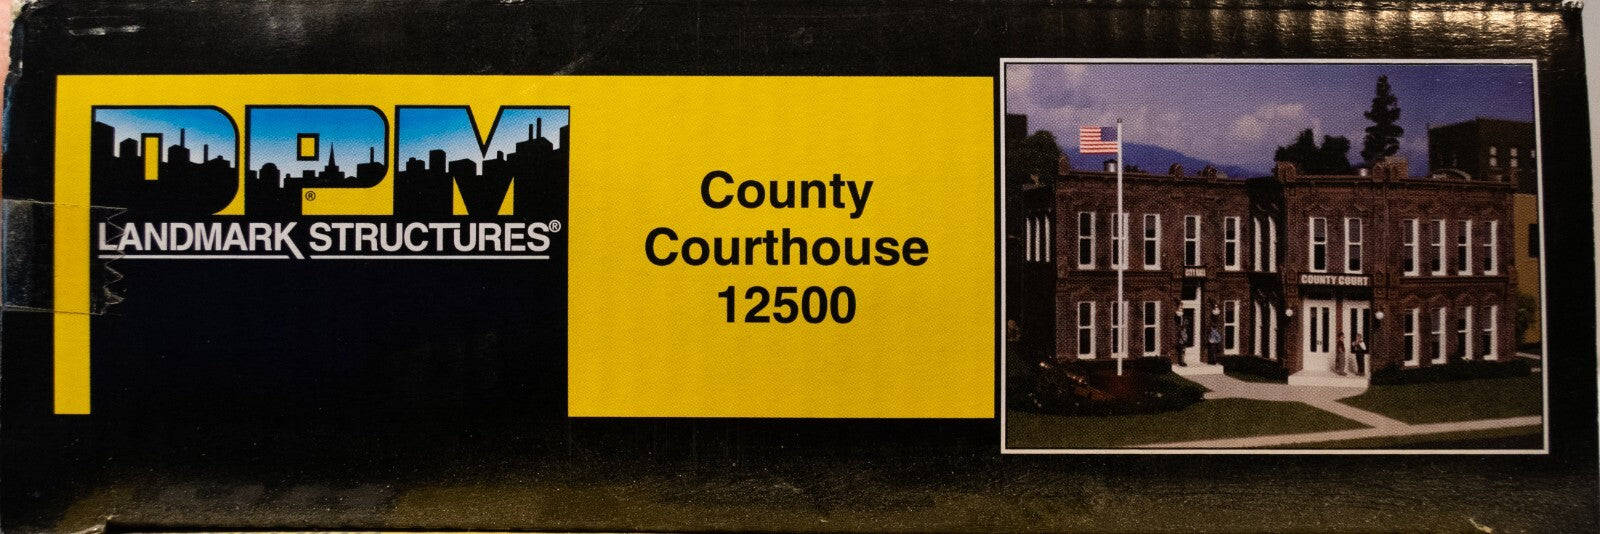 DPM®
LANDMARK STRUCTURES®
County
Courthouse
12500
CITY HALL
COUNTY COURT